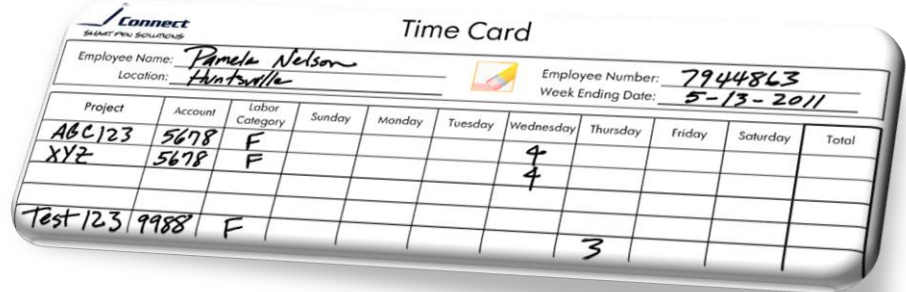 iConnect
SMART PEN SOLUTIONS
Time Card
Employee Name: Pamela Nelson
Location: Huntsville
Employee Number: 7944863
Week Ending Date: 5-13-2011
Project Account Labor Category Sunday Monday Tuesday Wednesday Thursday Friday Saturday Total
ABC123 5678 F 4
XYZ 5678 F 4
Test 123 9988 F 3